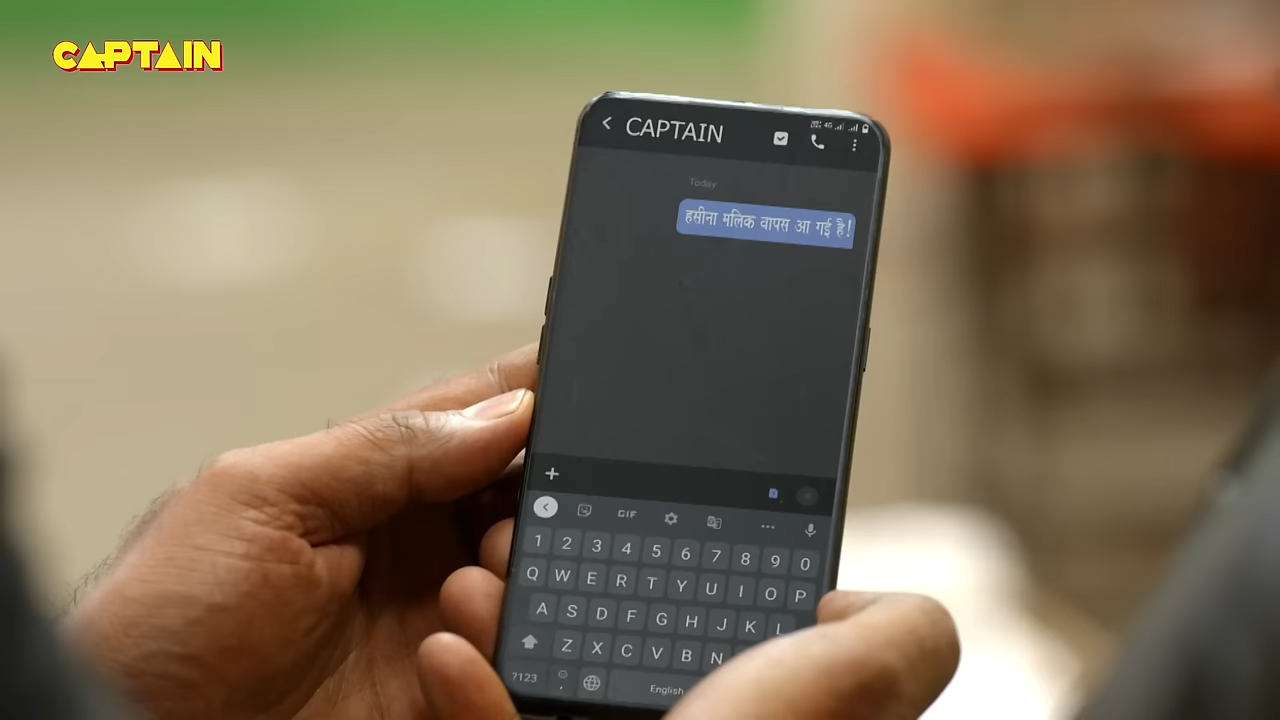 CAPTAIN
CAPTAIN
Today
हसीना मलिक वापस आ गई है!
GIF
1 2 3 4 5 6 7 8 9 0
Q W E R T Y U I O P
A S D F G H J K L
Z X C V B N
?123 , English